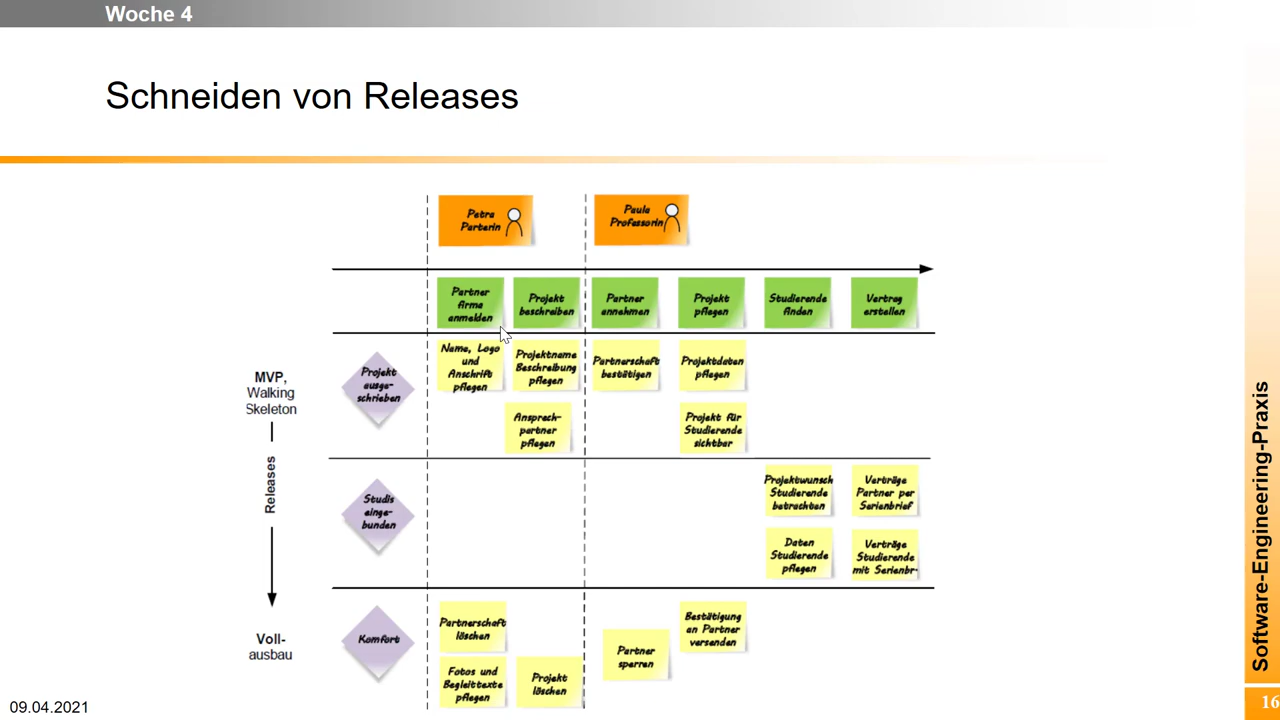 Woche 4
Schneiden von Releases
Petra
Parterin
Paula
Professorin
Partner
firma
anmelden
Projekt
beschreiben
Partner
annehmen
Projekt
pflegen
Studierende
finden
Vertrag
erstellen
MVP,
Walking
Skeleton
Projekt
ausge-
schrieben
Name, Logo
und
Anschrift
pflegen
Projektname
Beschreibung
pflegen
Partnerschaft
bestätigen
Projektdaten
pflegen
Ansprech-
partner
pflegen
Projekt für
Studierende
sichtbar
Releases
Studis
einge-
bunden
Projektwunsch
Studierende
betrachten
Verträge
Partner per
Serienbrief
Daten
Studierende
pflegen
Verträge
Studierende
mit Serienbr-
Voll-
ausbau
Komfort
Partnerschaft
löschen
Fotos und
Begleittexte
pflegen
Projekt
löschen
Partner
sperren
Bestätigung
an Partner
versenden
Software-Engineering-Praxis
09.04.2021
16